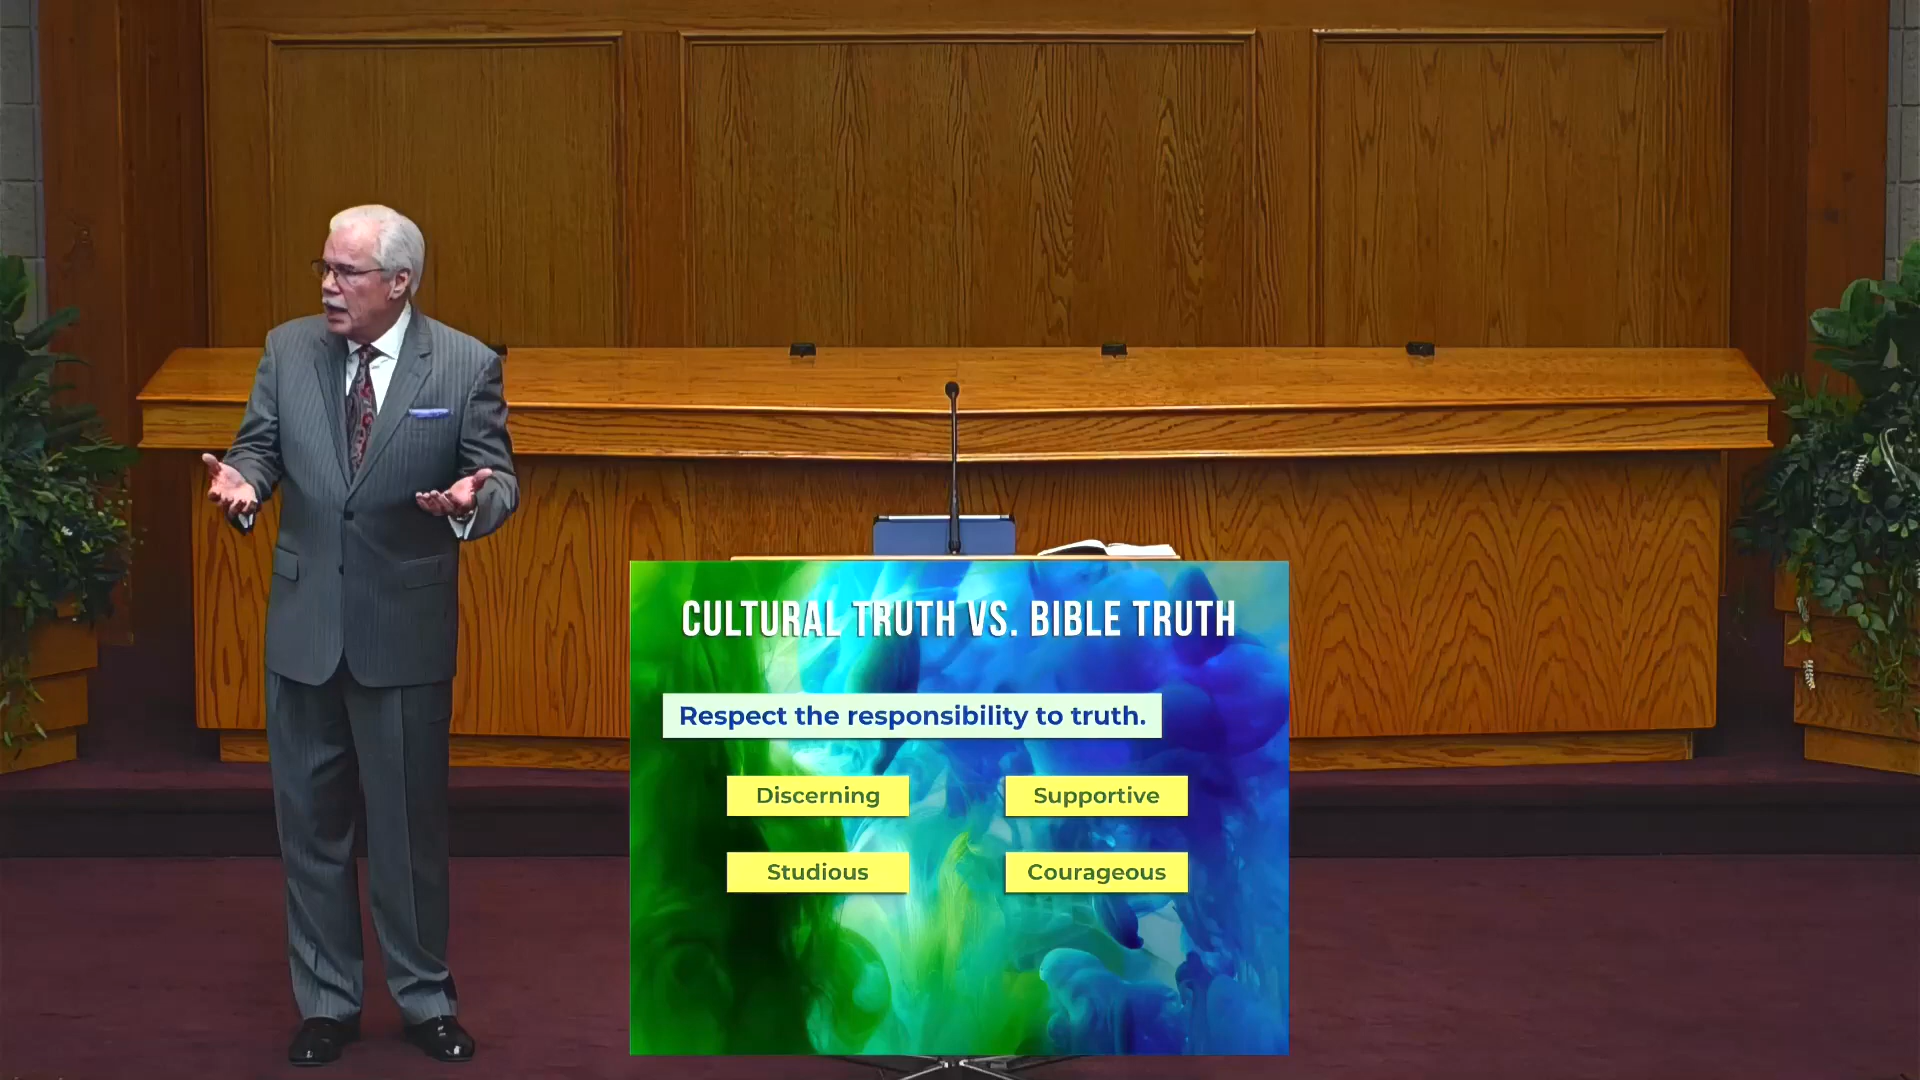 CULTURAL TRUTH VS. BIBLE TRUTH
Respect the responsibility to truth.
Discerning
Supportive
Studious
Courageous